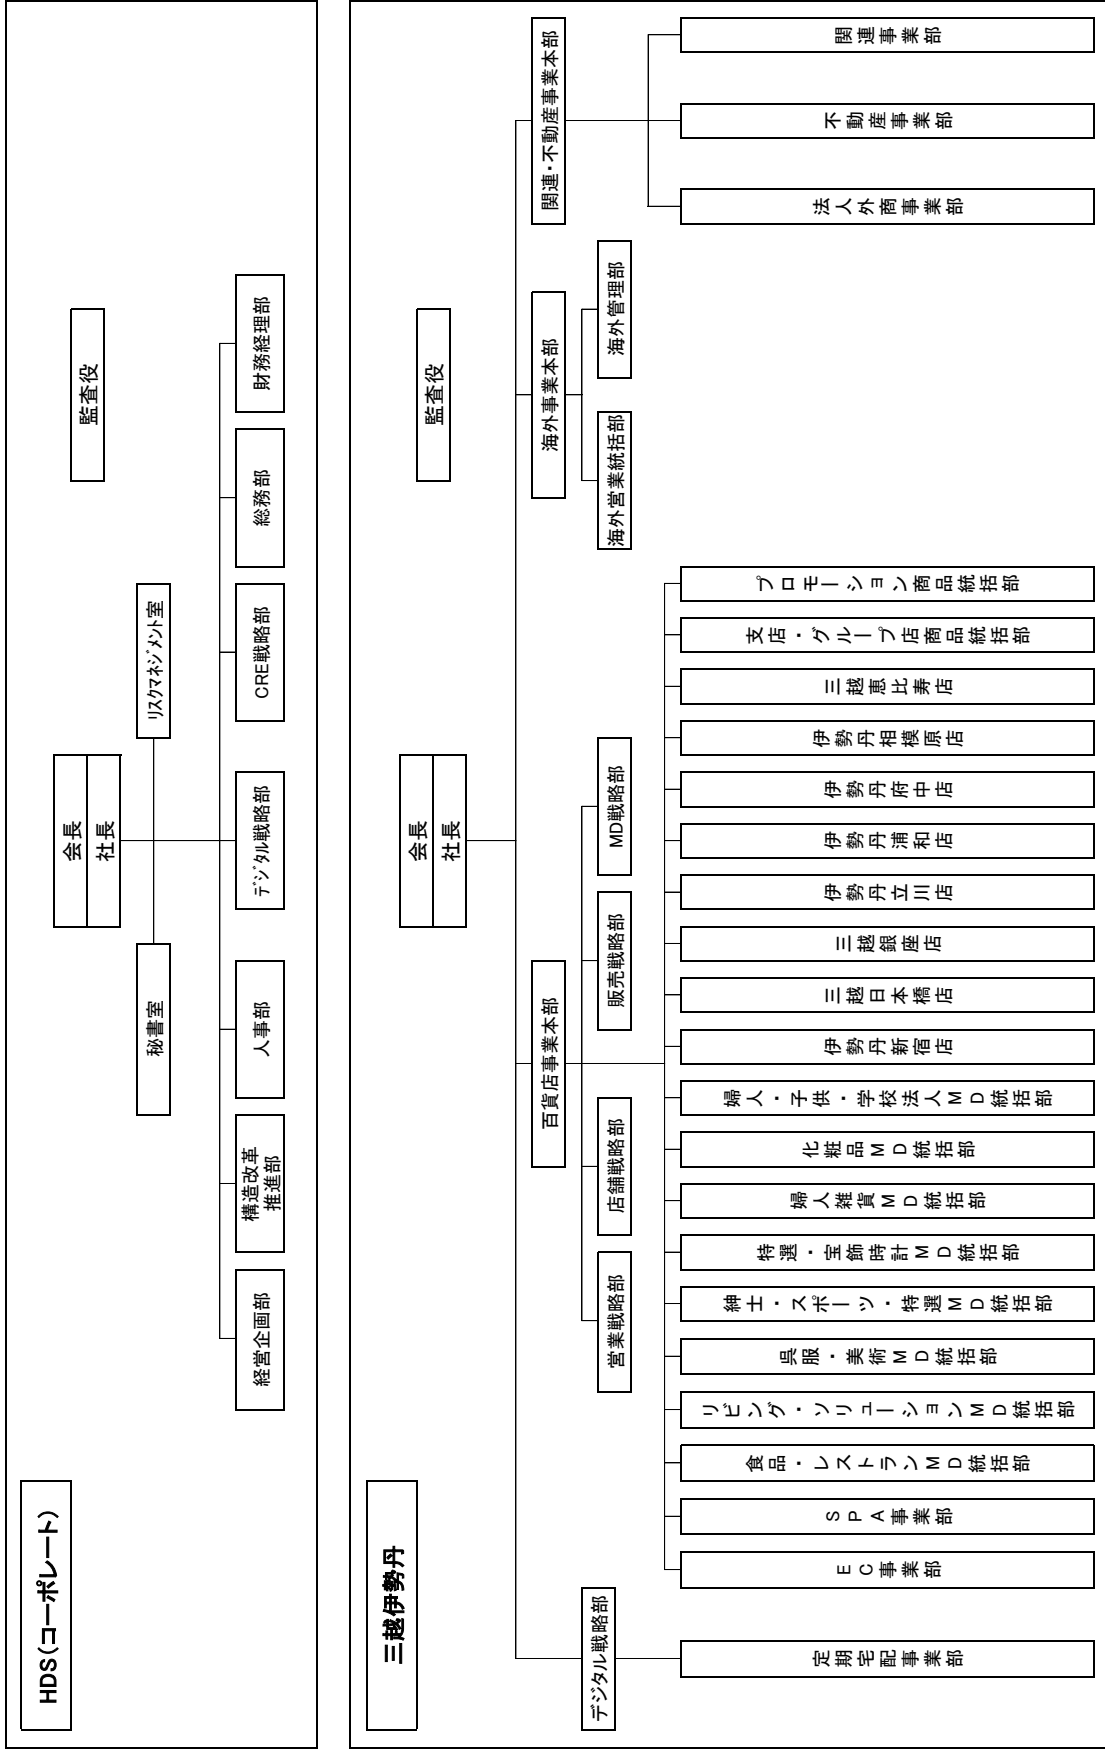 HDS(コーポレート)
会長
社長
監査役
秘書室
リスクマネジメント室
経営企画部
構造改革
推進部
人事部
デジタル戦略部
CRE戦略部
総務部
財務経理部
三越伊勢丹
会長
社長
監査役
百貨店事業本部
海外事業本部
関連・不動産事業本部
デジタル戦略部
営業戦略部
店舗戦略部
販売戦略部
MD戦略部
海外営業統括部
海外管理部
定期宅配事業部
EC事業部
SPA事業部
食品・レストランMD統括部
リビング・ソリューションMD統括部
呉服・美術MD統括部
紳士・スポーツ・特選MD統括部
特選・宝飾時計MD統括部
婦人雑貨MD統括部
化粧品MD統括部
婦人・子供・学校法人MD統括部
伊勢丹新宿店
三越日本橋店
三越銀座店
伊勢丹立川店
伊勢丹浦和店
伊勢丹府中店
伊勢丹相模原店
三越恵比寿店
支店・グループ店商品統括部
プロモーション商品統括部
法人外商事業部
不動産事業部
関連事業部